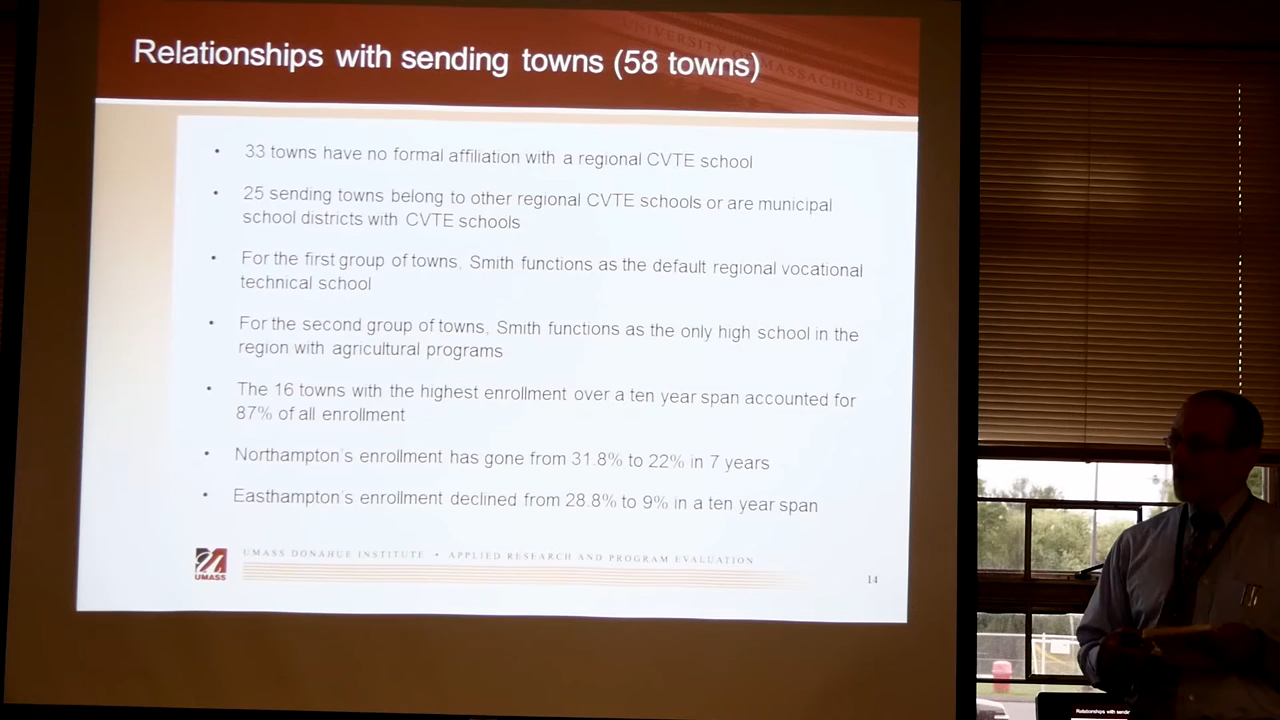 UNIVERSITY OF MASSACHUSETTS
Relationships with sending towns (58 towns)
• 33 towns have no formal affiliation with a regional CVTE school
• 25 sending towns belong to other regional CVTE schools or are municipal
school districts with CVTE schools
• For the first group of towns, Smith functions as the default regional vocational
technical school
• For the second group of towns, Smith functions as the only high school in the
region with agricultural programs
• The 16 towns with the highest enrollment over a ten year span accounted for
87% of all enrollment
• Northampton's enrollment has gone from 31.8% to 22% in 7 years
• Easthampton's enrollment declined from 28.8% to 9% in a ten year span
UMASS
UMASS DONAHUE INSTITUTE • APPLIED RESEARCH AND PROGRAM EVALUATION
14
Relationships with sendin